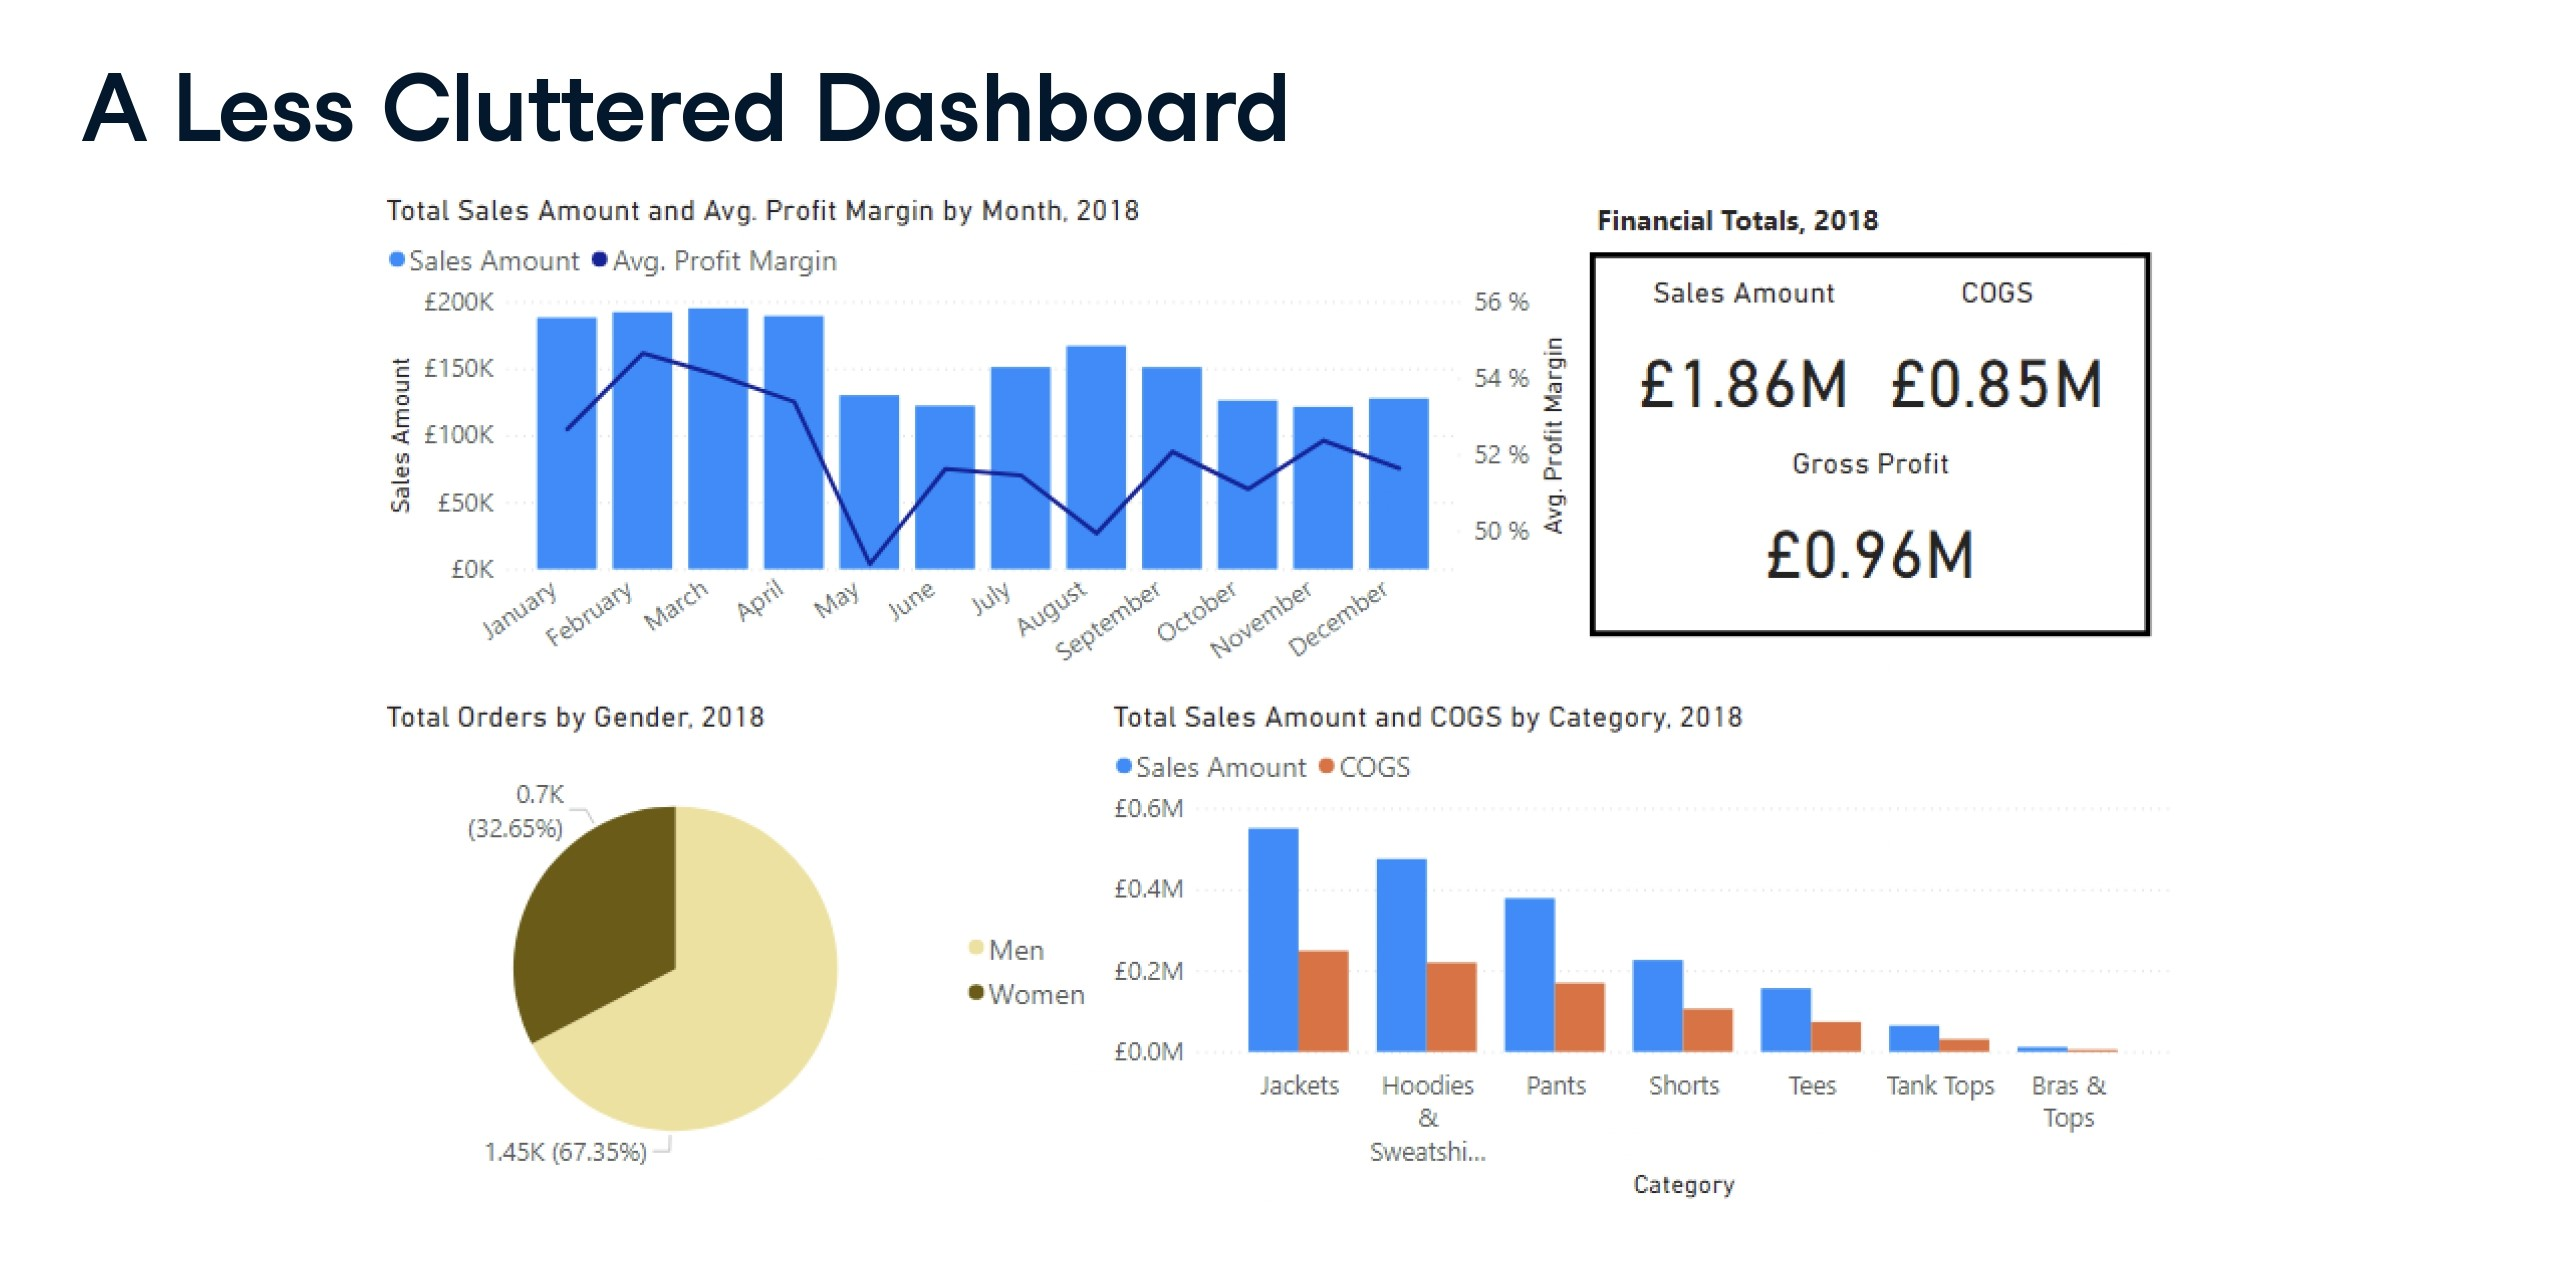 A Less Cluttered Dashboard
Total Sales Amount and Avg. Profit Margin by Month, 2018
Sales Amount Avg. Profit Margin
£200K
£150K
£100K
£50K
£0K
Sales Amount
56 %
54 %
52 %
50 %
Avg. Profit Margin
January
February
March
April
May
June
July
August
September
October
November
December
Financial Totals, 2018
Sales Amount COGS
£1.86M £0.85M
Gross Profit
£0.96M
Total Orders by Gender, 2018
0.7K
(32.65%)
1.45K (67.35%)
Men
Women
Total Sales Amount and COGS by Category, 2018
Sales Amount COGS
£0.6M
£0.4M
£0.2M
£0.0M
Jackets
Hoodies
&
Sweatshi...
Pants
Shorts
Tees
Tank Tops
Bras &
Tops
Category